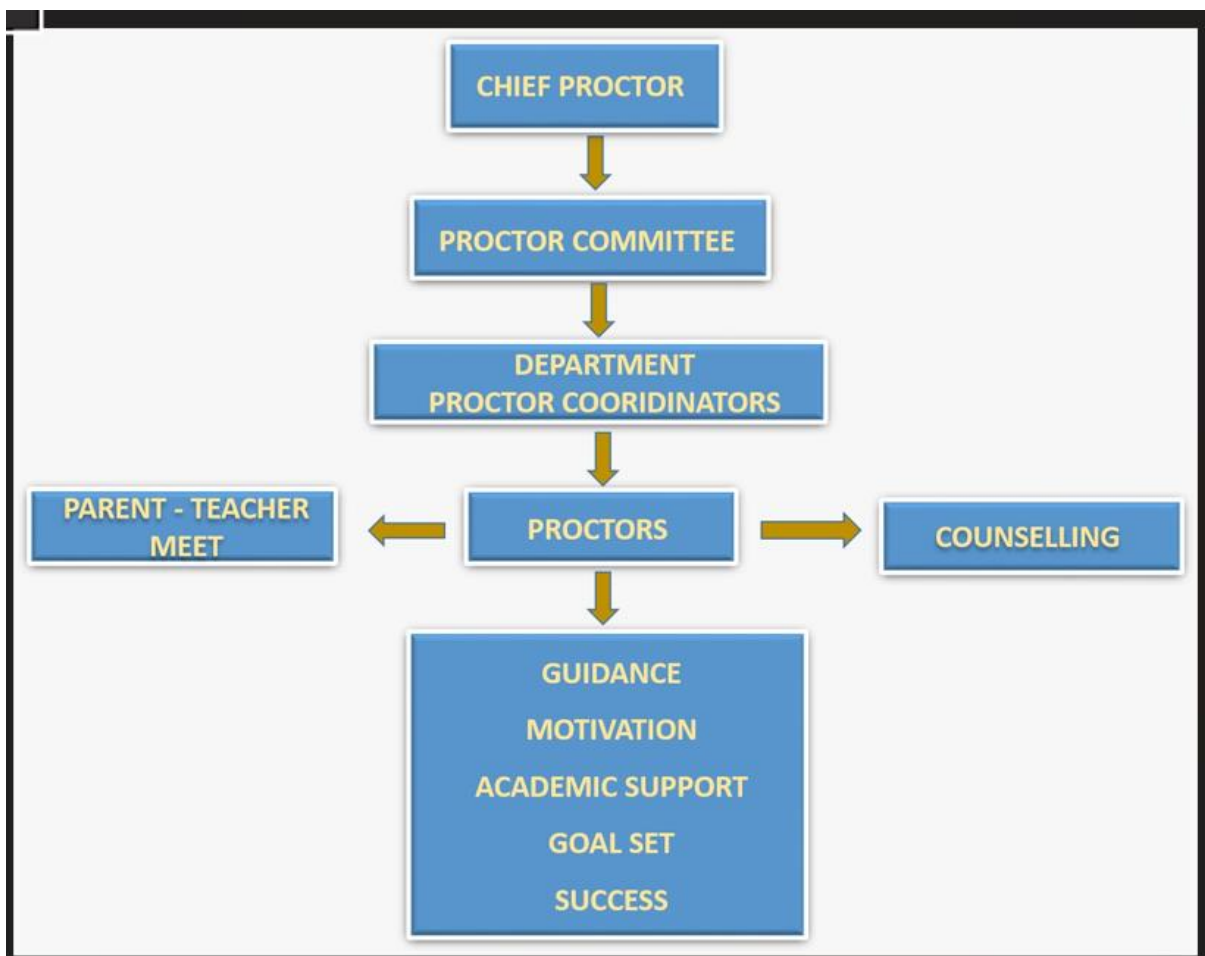 CHIEF PROCTOR
PROCTOR COMMITTEE
DEPARTMENT
PROCTOR COORIDINATORS
PARENT - TEACHER
MEET
PROCTORS
COUNSELLING
GUIDANCE
MOTIVATION
ACADEMIC SUPPORT
GOAL SET
SUCCESS